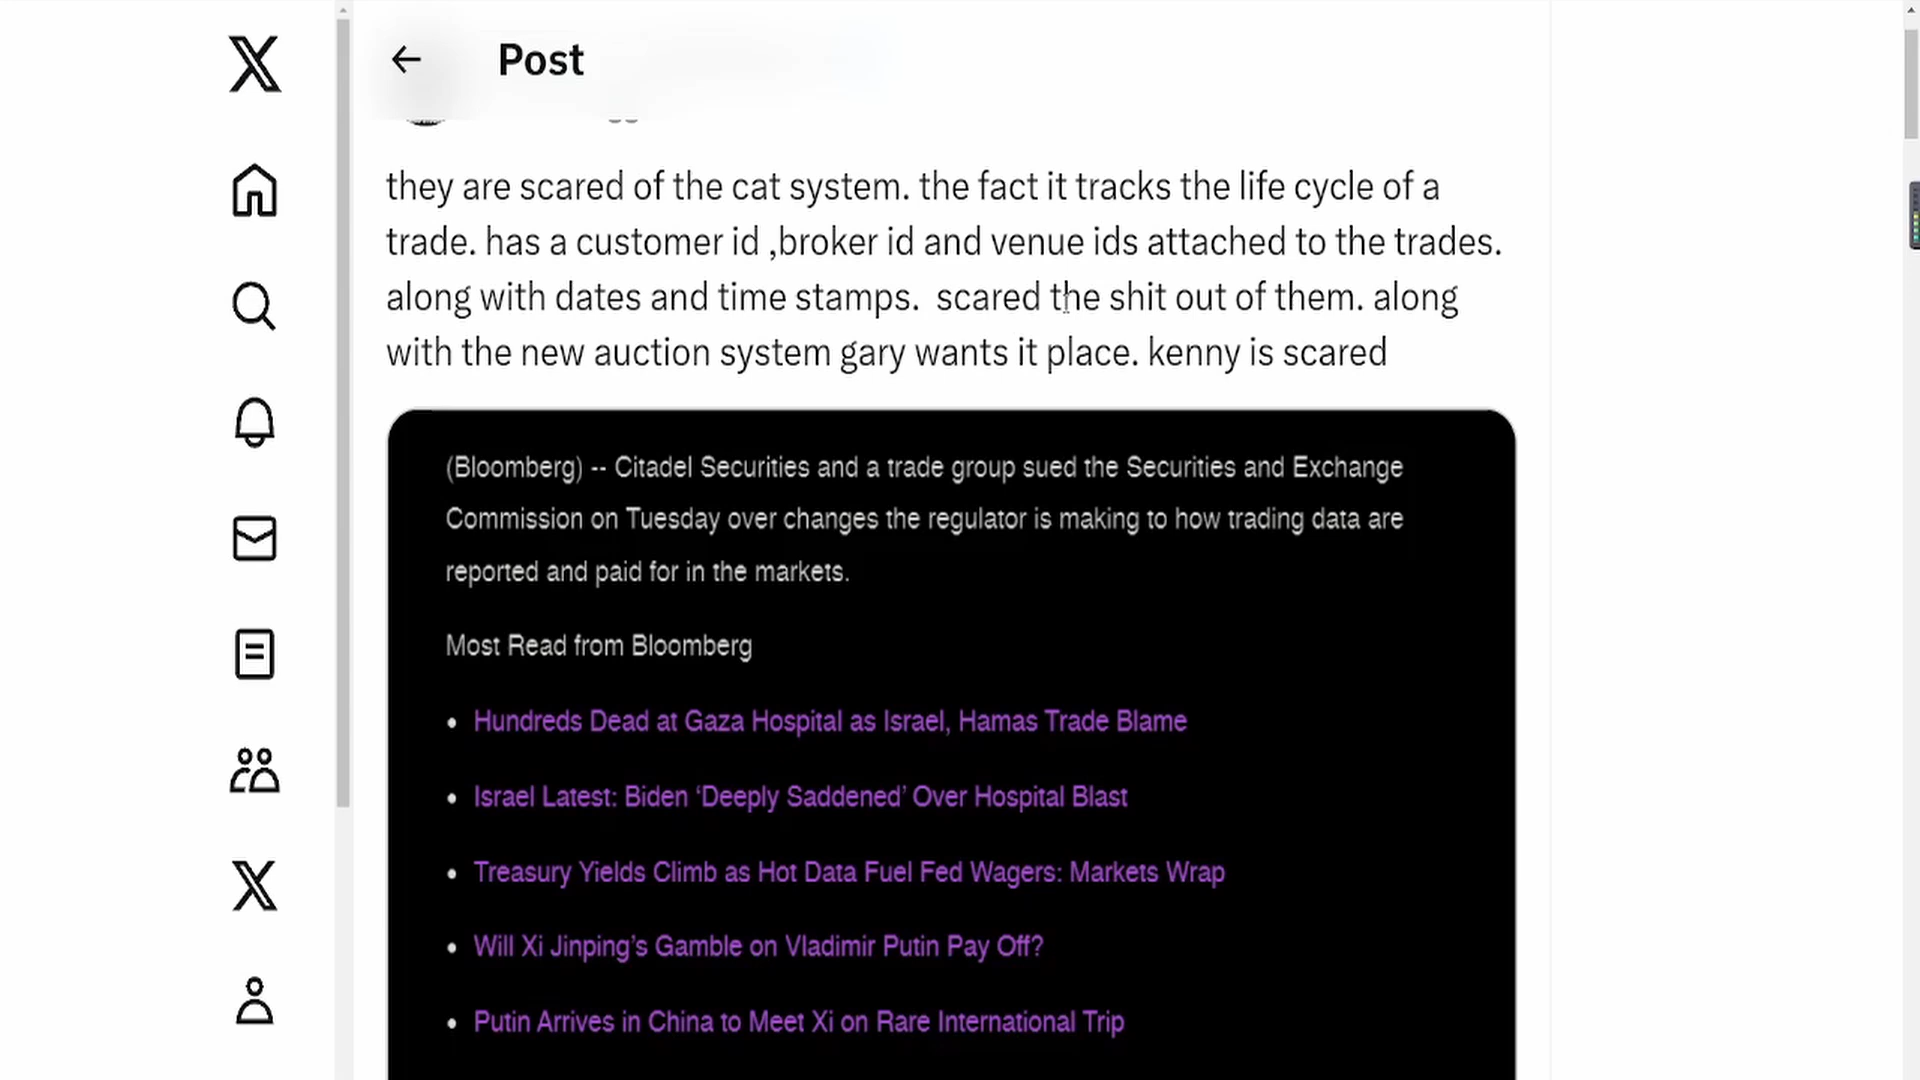 Post
they are scared of the cat system. the fact it tracks the life cycle of a
trade. has a customer id ,broker id and venue ids attached to the trades.
along with dates and time stamps.  scared the shit out of them. along
with the new auction system gary wants it place. kenny is scared
(Bloomberg) -- Citadel Securities and a trade group sued the Securities and Exchange
Commission on Tuesday over changes the regulator is making to how trading data are
reported and paid for in the markets.
Most Read from Bloomberg
• Hundreds Dead at Gaza Hospital as Israel, Hamas Trade Blame
• Israel Latest: Biden ‘Deeply Saddened’ Over Hospital Blast
• Treasury Yields Climb as Hot Data Fuel Fed Wagers: Markets Wrap
• Will Xi Jinping’s Gamble on Vladimir Putin Pay Off?
• Putin Arrives in China to Meet Xi on Rare International Trip